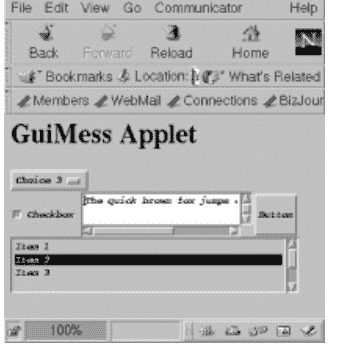 File Edit View Go Communicator Help
Back Forward Reload Home N
Bookmarks Location: What's Related
Members WebMail Connections BizJour
GuiMess Applet
Choice 3
Checkbox The quick brown fox jumps Button
Item 1
Item 2
Item 3
100%